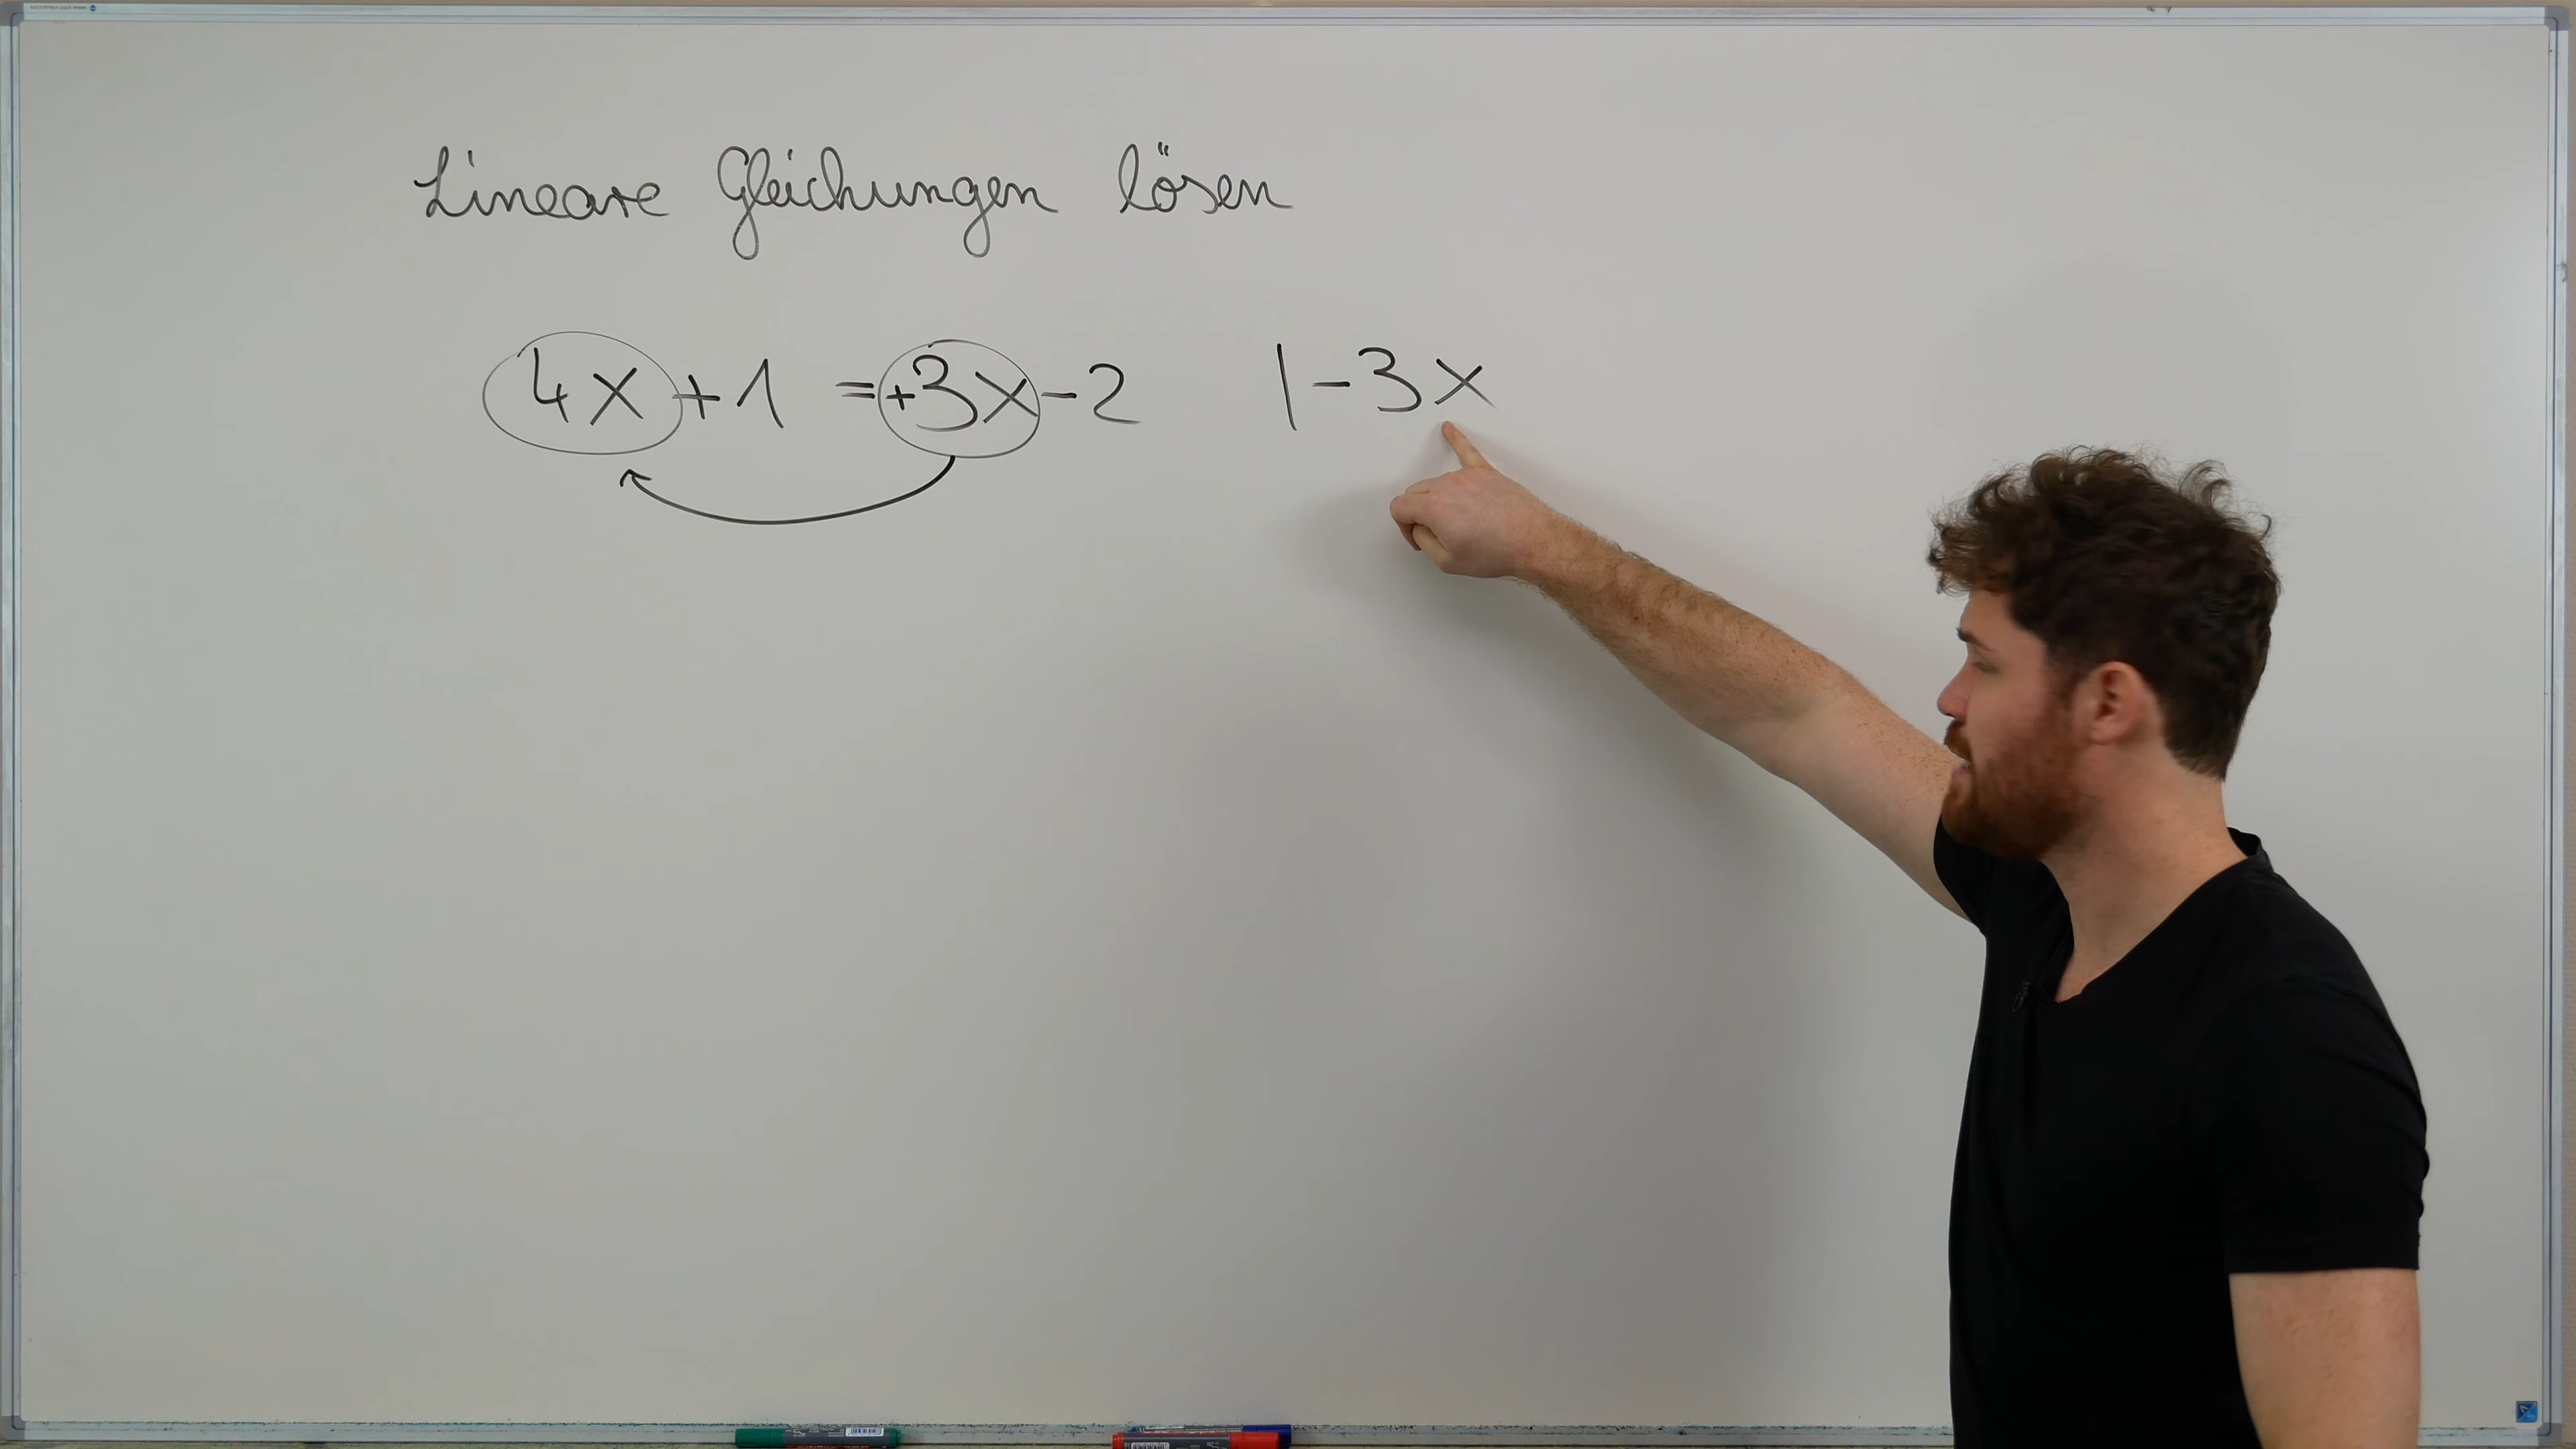 Lineare Gleichungen lösen
4x+1 =+3x-2 |-3x